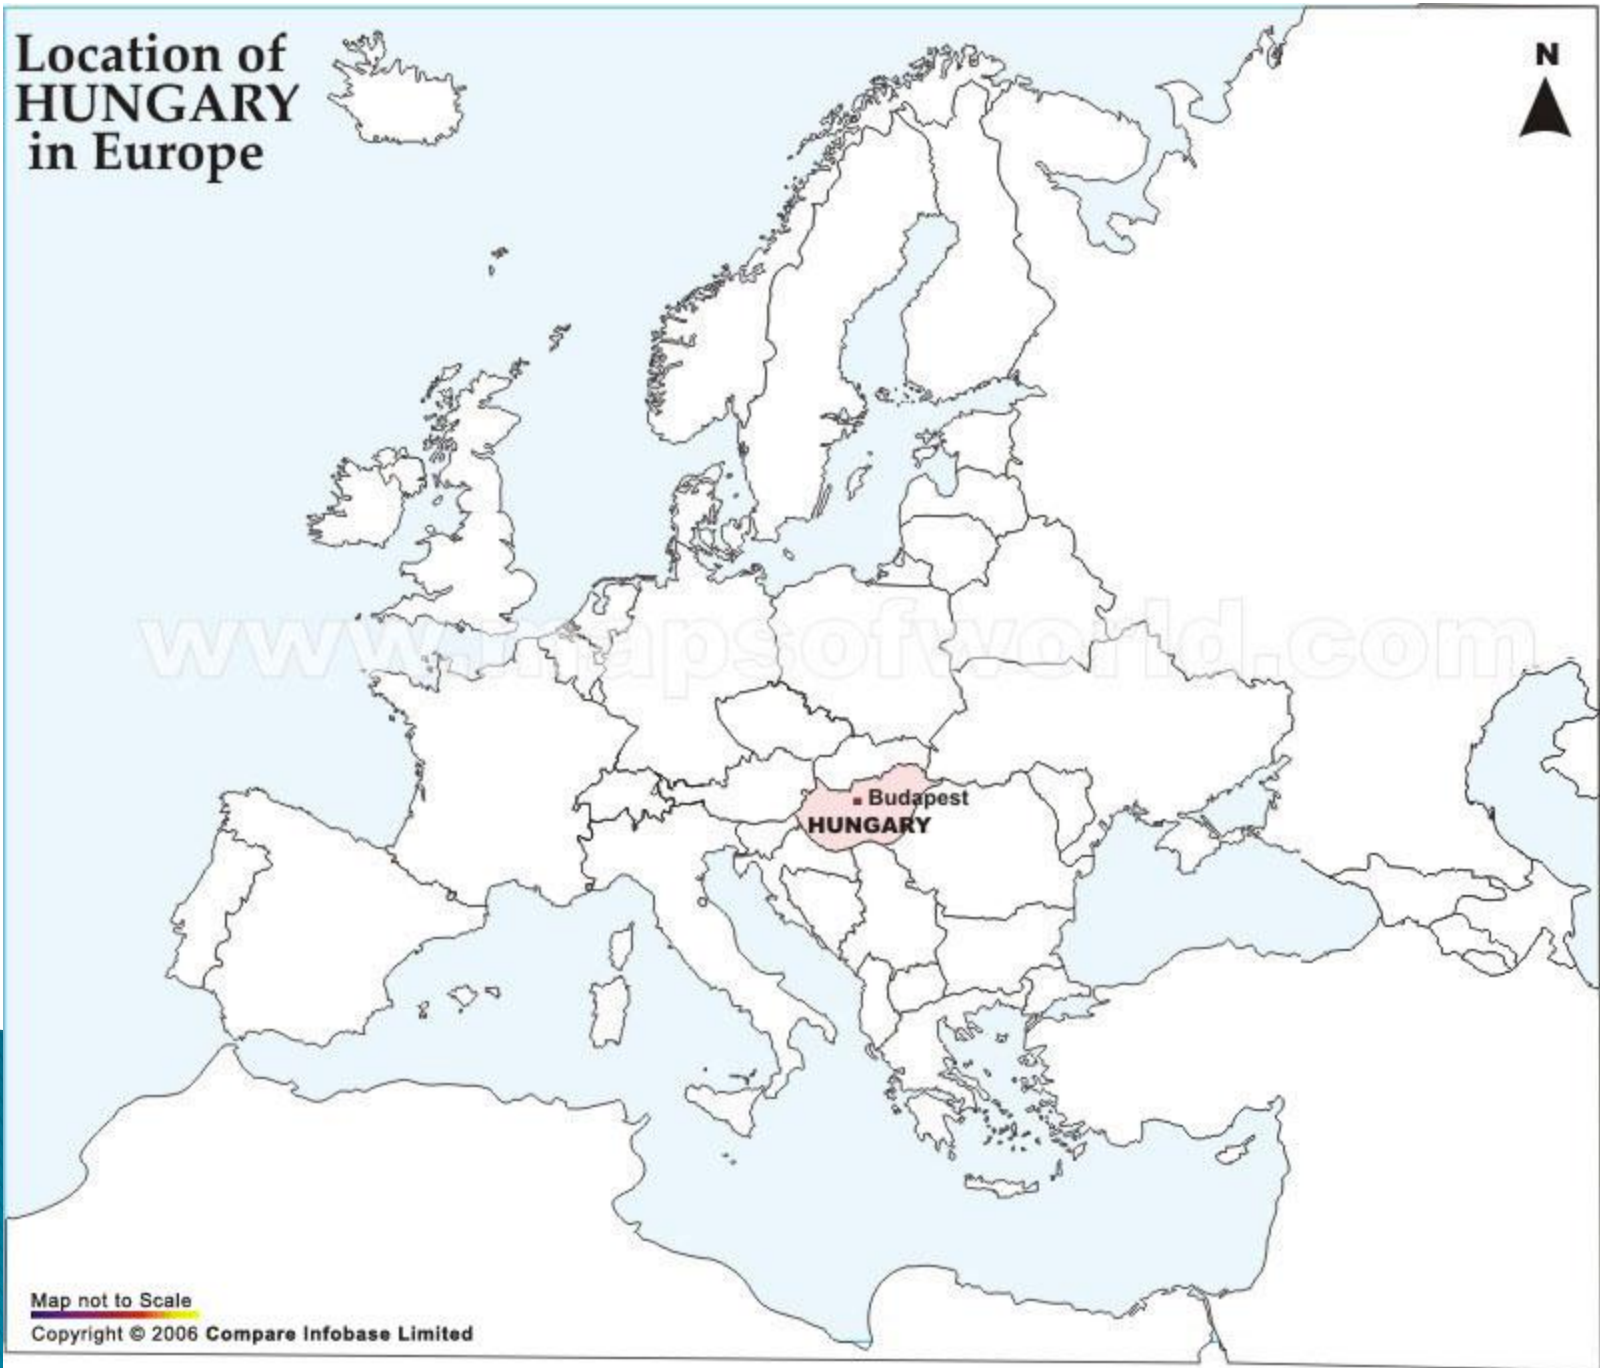 Location of
HUNGARY
in Europe
N
www.mapsofworld.com
Budapest
HUNGARY
Map not to Scale
Copyright © 2006 Compare Infobase Limited